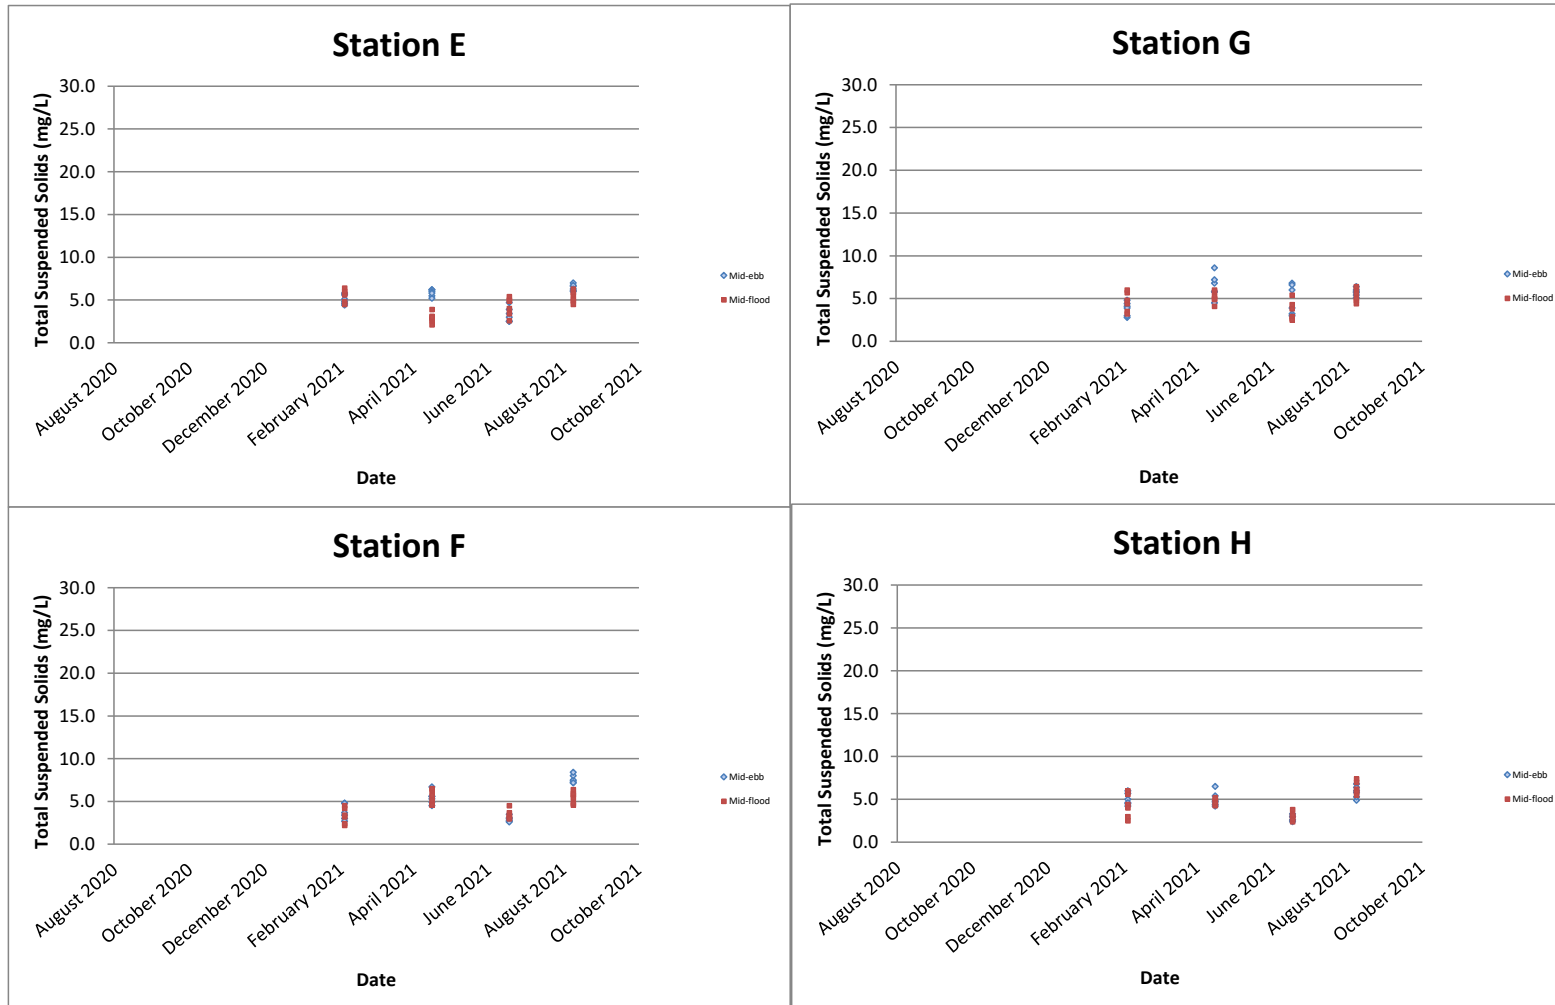 Station E
Total Suspended Solids (mg/L)
30.0
25.0
20.0
15.0
10.0
5.0
0.0
August 2020
October 2020
December 2020
February 2021
April 2021
June 2021
August 2021
October 2021
Date
Mid-ebb
Mid-flood
Station G
Total Suspended Solids (mg/L)
30.0
25.0
20.0
15.0
10.0
5.0
0.0
August 2020
October 2020
December 2020
February 2021
April 2021
June 2021
August 2021
October 2021
Date
Mid-ebb
Mid-flood
Station F
Total Suspended Solids (mg/L)
30.0
25.0
20.0
15.0
10.0
5.0
0.0
August 2020
October 2020
December 2020
February 2021
April 2021
June 2021
August 2021
October 2021
Date
Mid-ebb
Mid-flood
Station H
Total Suspended Solids (mg/L)
30.0
25.0
20.0
15.0
10.0
5.0
0.0
August 2020
October 2020
December 2020
February 2021
April 2021
June 2021
August 2021
October 2021
Date
Mid-ebb
Mid-flood